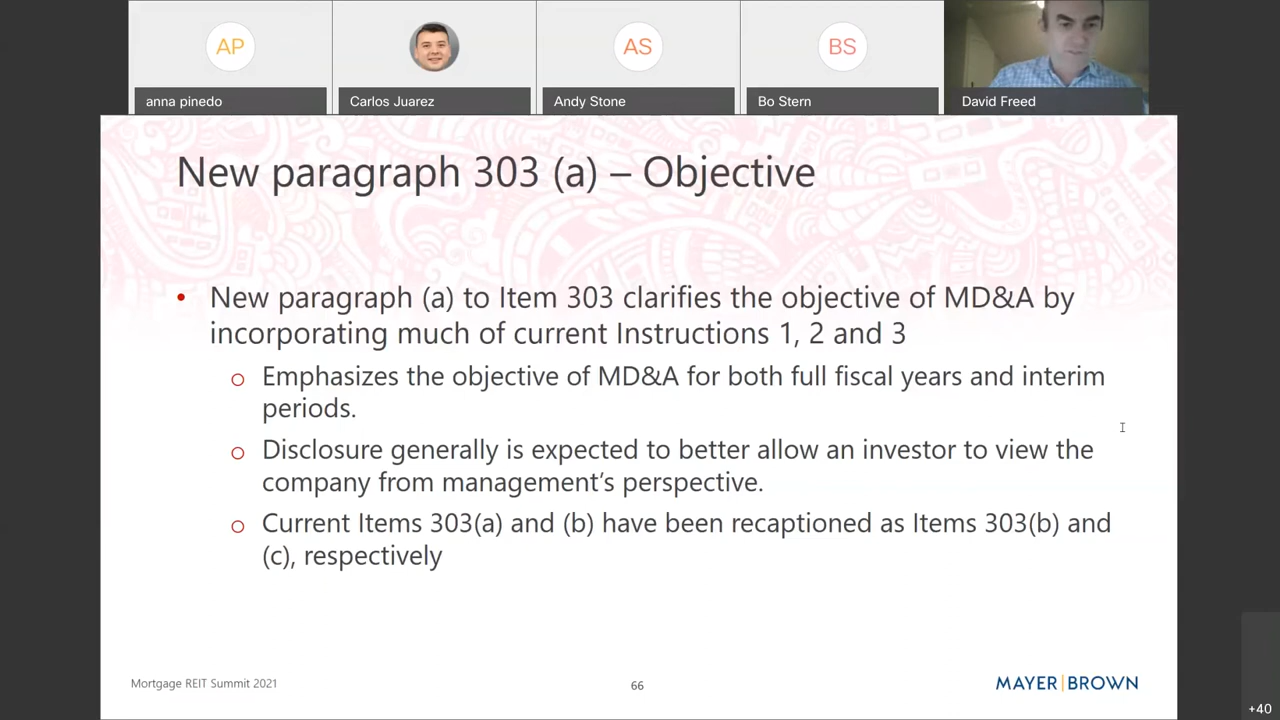 AP
AS
BS
anna pinedo
Carlos Juarez
Andy Stone
Bo Stern
David Freed
New paragraph 303 (a) – Objective
• New paragraph (a) to Item 303 clarifies the objective of MD&A by
incorporating much of current Instructions 1, 2 and 3
o Emphasizes the objective of MD&A for both full fiscal years and interim
periods.
o Disclosure generally is expected to better allow an investor to view the
company from management’s perspective.
o Current Items 303(a) and (b) have been recaptioned as Items 303(b) and
(c), respectively
Mortgage REIT Summit 2021
66
MAYER|BROWN
+40